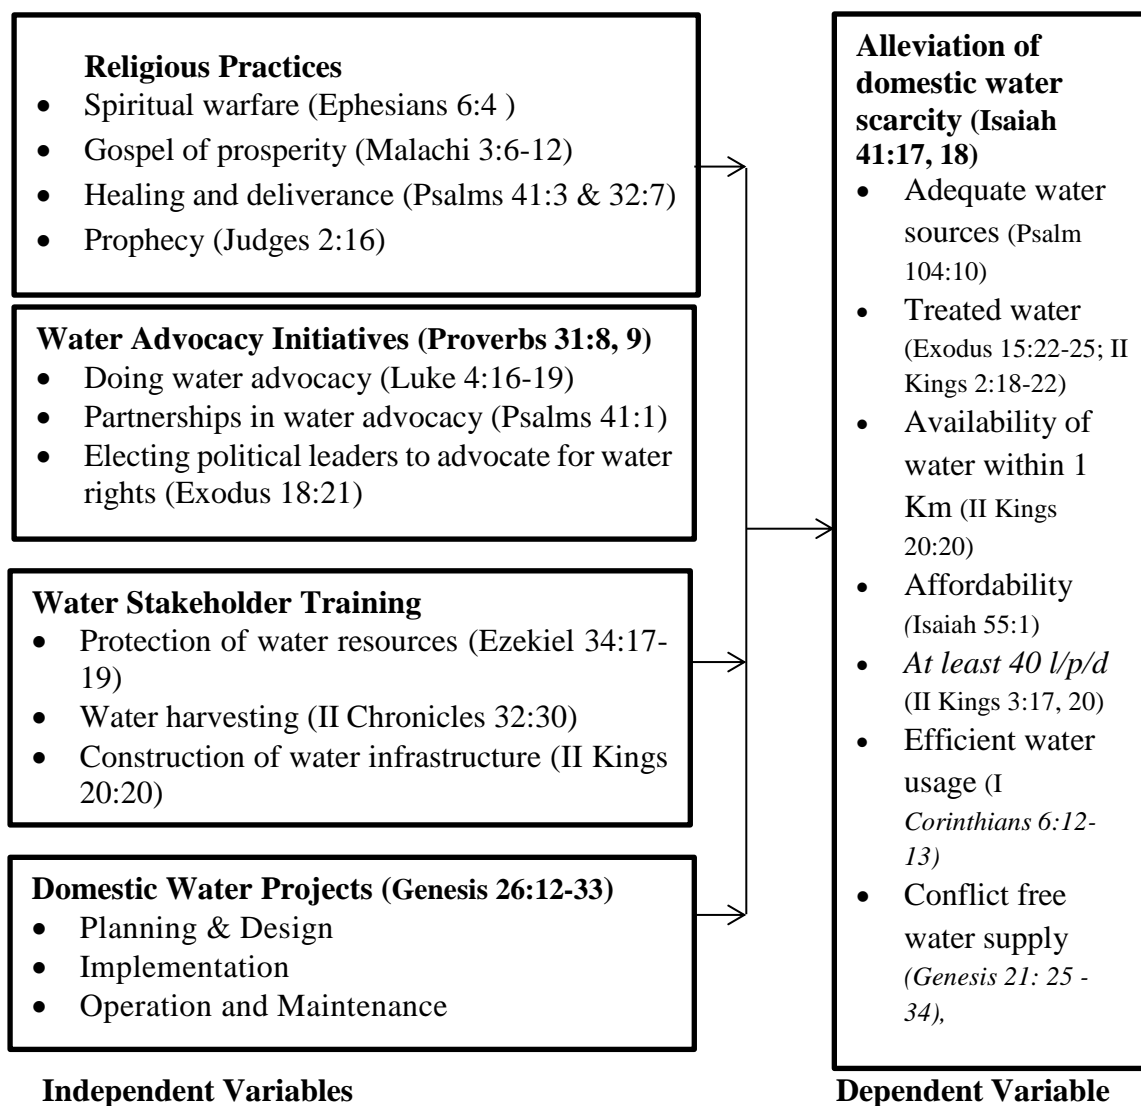 Religious Practices
• Spiritual warfare (Ephesians 6:4 )
• Gospel of prosperity (Malachi 3:6-12)
• Healing and deliverance (Psalms 41:3 & 32:7)
• Prophecy (Judges 2:16)
Water Advocacy Initiatives (Proverbs 31:8, 9)
• Doing water advocacy (Luke 4:16-19)
• Partnerships in water advocacy (Psalms 41:1)
• Electing political leaders to advocate for water
rights (Exodus 18:21)
Water Stakeholder Training
• Protection of water resources (Ezekiel 34:17-
19)
• Water harvesting (II Chronicles 32:30)
• Construction of water infrastructure (II Kings
20:20)
Domestic Water Projects (Genesis 26:12-33)
• Planning & Design
• Implementation
• Operation and Maintenance
Independent Variables
Alleviation of
domestic water
scarcity (Isaiah
41:17, 18)
• Adequate water
sources (Psalm
104:10)
• Treated water
(Exodus 15:22-25; II
Kings 2:18-22)
• Availability of
water within 1
Km (II Kings
20:20)
• Affordability
(Isaiah 55:1)
• At least 40 l/p/d
(II Kings 3:17, 20)
• Efficient water
usage (I
Corinthians 6:12-
13)
• Conflict free
water supply
(Genesis 21: 25 -
34),
Dependent Variable